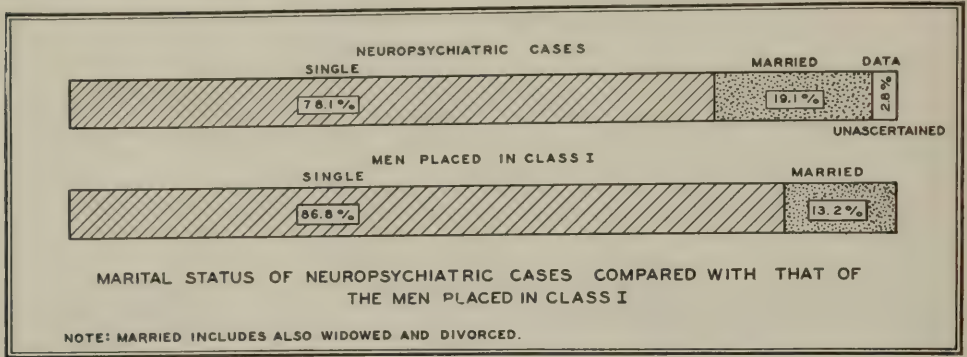 NEUROPSYCHIATRIC CASES
SINGLE MARRIED DATA
78.1% 19.1% 2.8%
UNASCERTAINED
MEN PLACED IN CLASS I
SINGLE MARRIED
86.8% 13.2%
MARITAL STATUS OF NEUROPSYCHIATRIC CASES COMPARED WITH THAT OF
THE MEN PLACED IN CLASS I
NOTE: MARRIED INCLUDES ALSO WIDOWED AND DIVORCED.